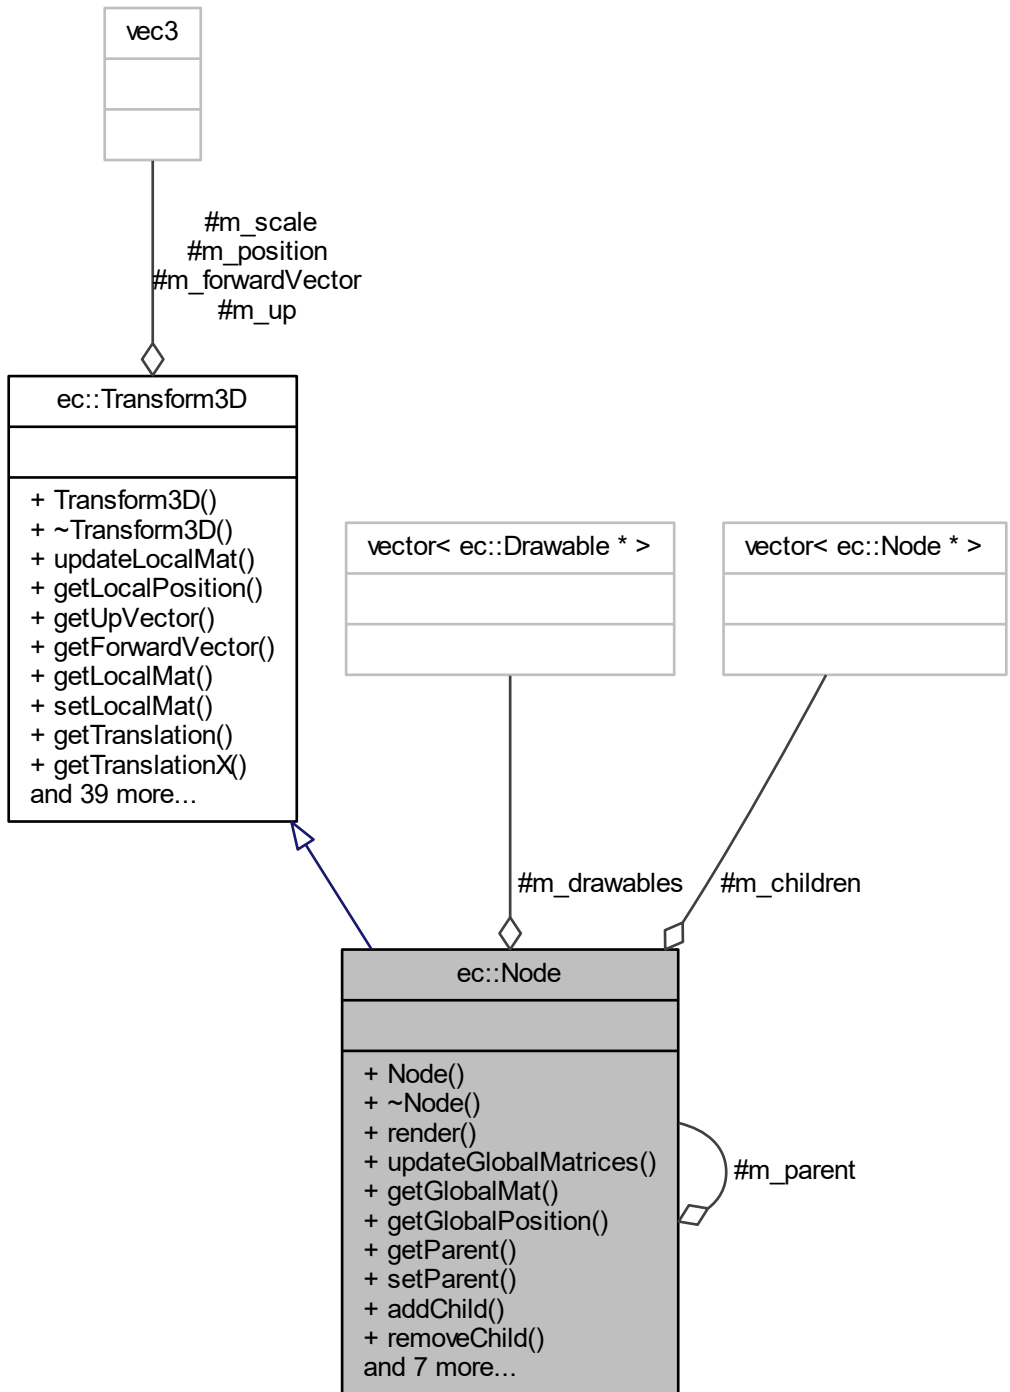 vec3
#m_scale
#m_position
#m_forwardVector
#m_up
ec::Transform3D
+ Transform3D()
+ ~Transform3D()
+ updateLocalMat()
+ getLocalPosition()
+ getUpVector()
+ getForwardVector()
+ getLocalMat()
+ setLocalMat()
+ getTranslation()
+ getTranslationX()
and 39 more...
vector< ec::Drawable * >
vector< ec::Node * >
#m_drawables
#m_children
ec::Node
+ Node()
+ ~Node()
+ render()
+ updateGlobalMatrices()
+ getGlobalMat()
+ getGlobalPosition()
+ getParent()
+ setParent()
+ addChild()
+ removeChild()
and 7 more...
#m_parent